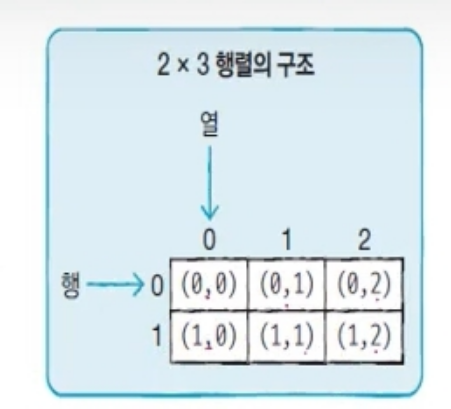 2 × 3 행렬의 구조
열
0 1 2
행 0 (0,0) (0,1) (0,2)
1 (1,0) (1,1) (1,2)